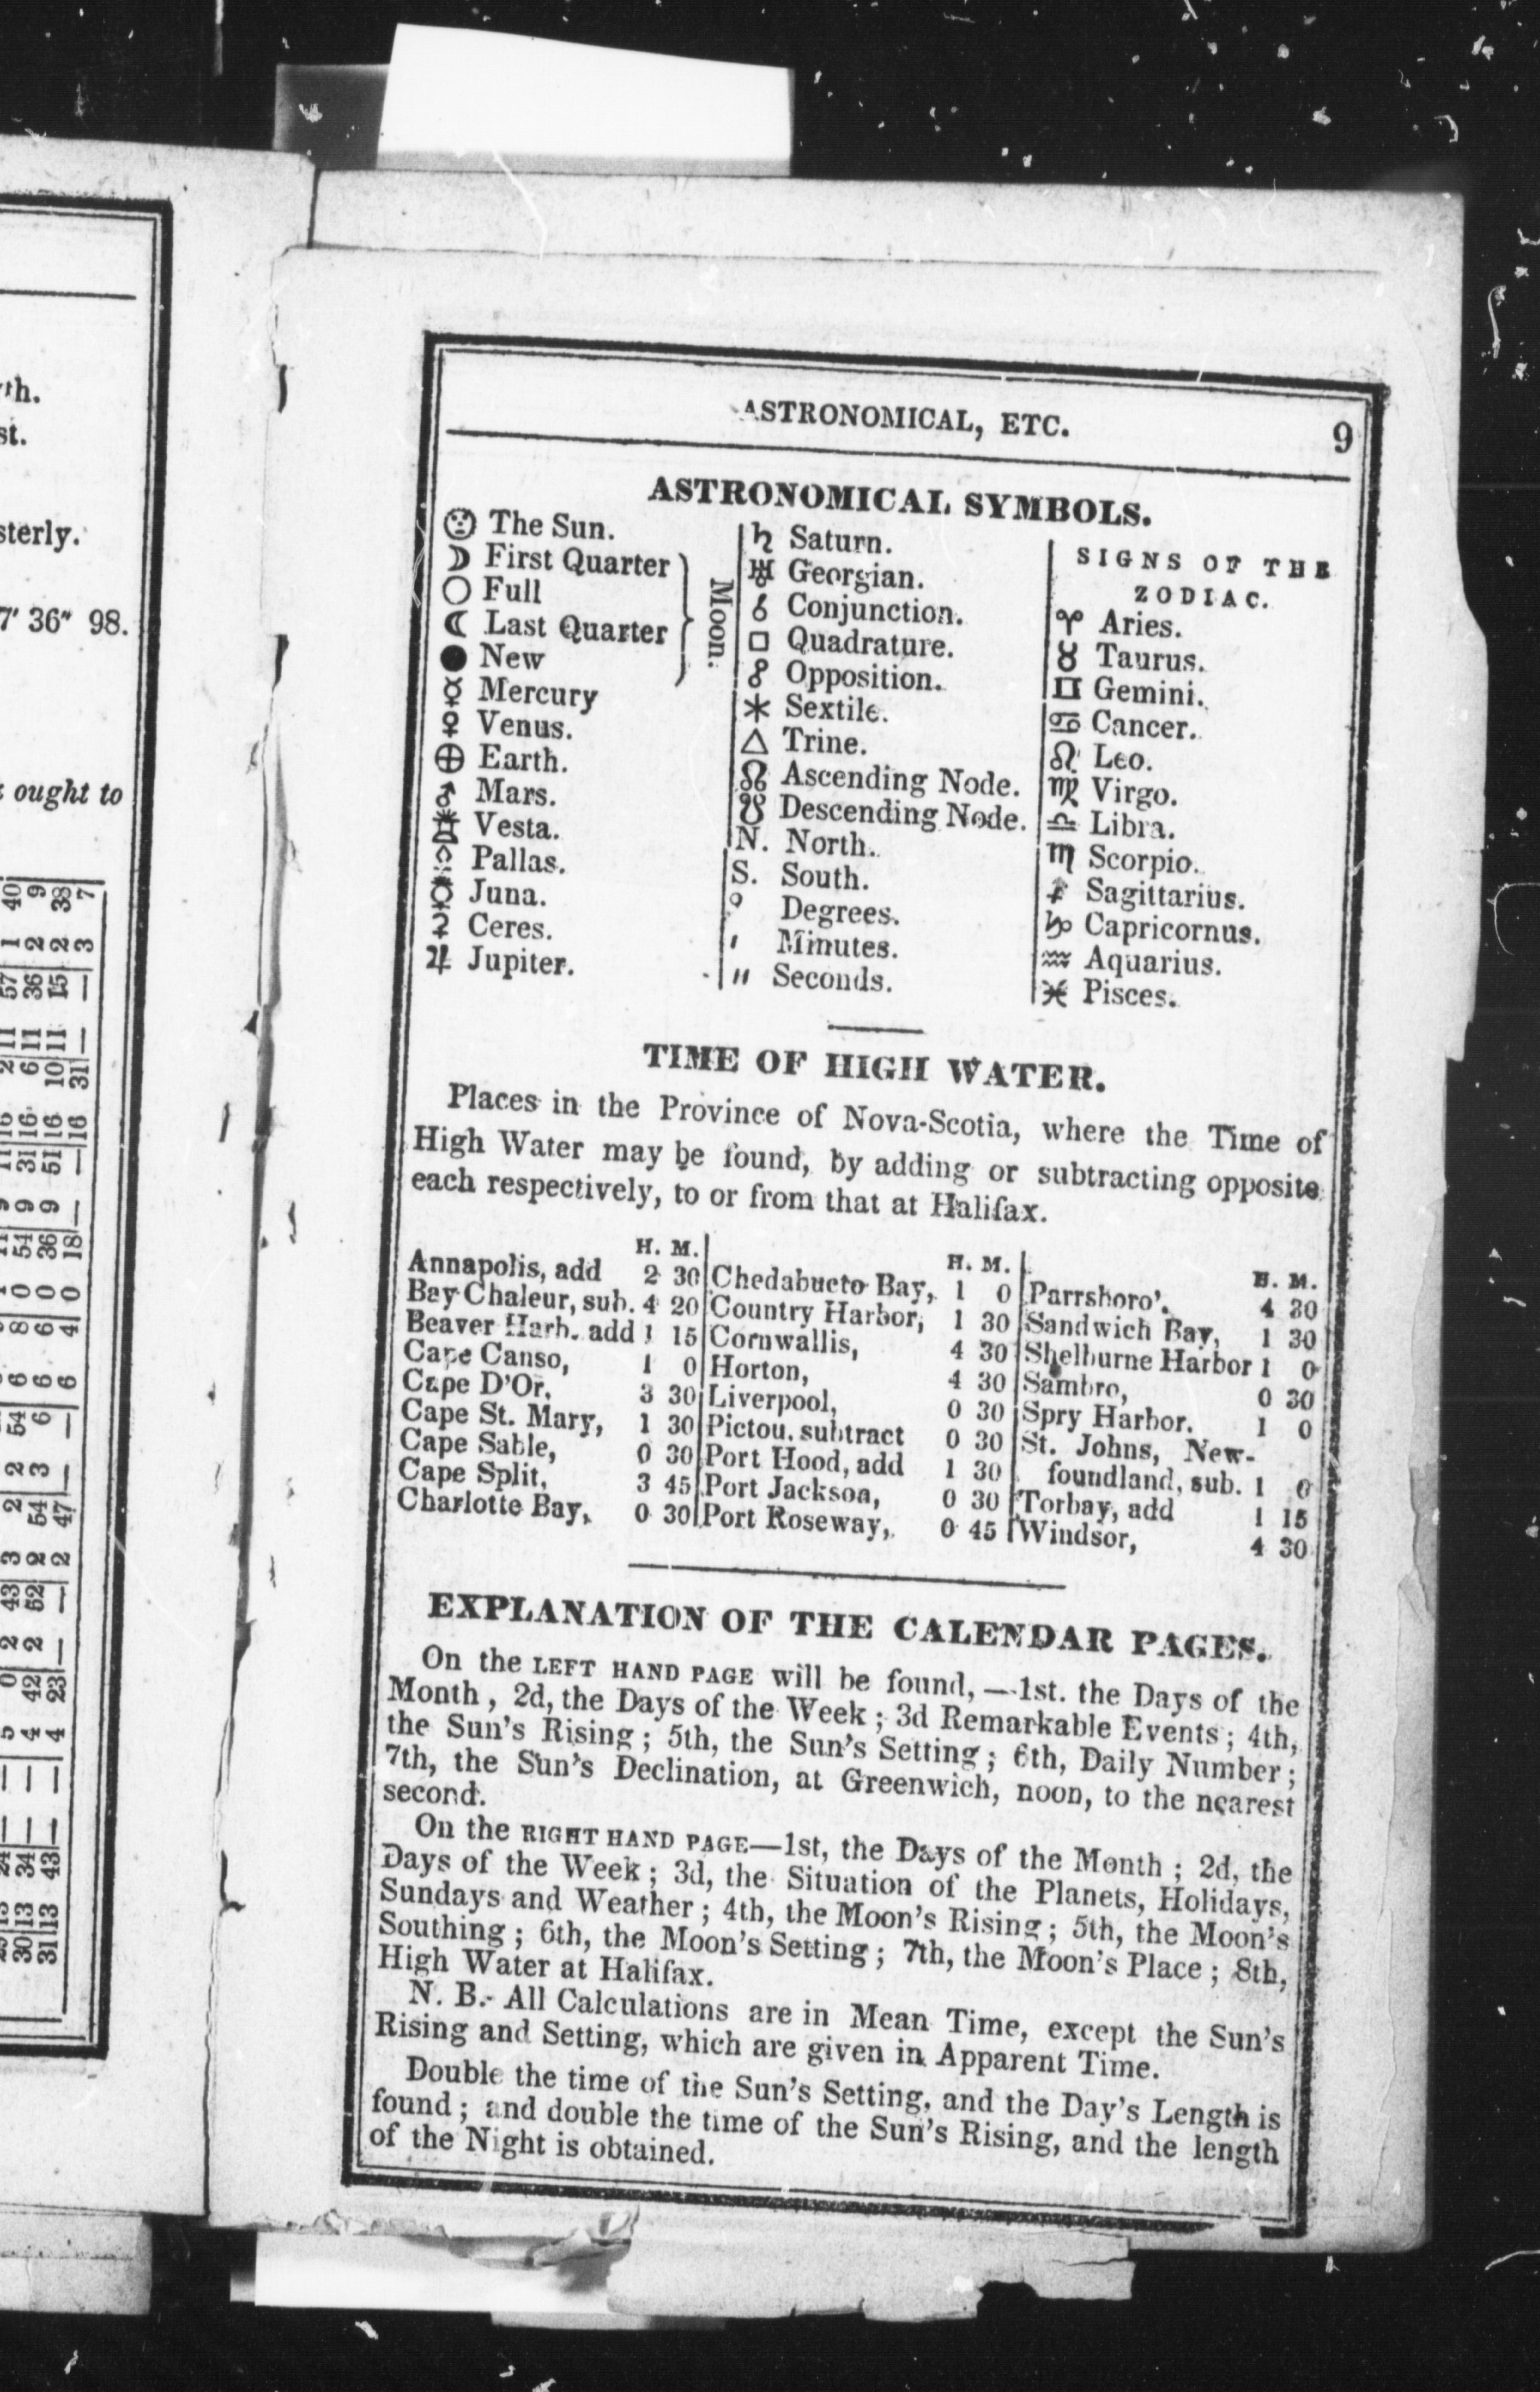 ASTRONOMICAL, ETC. 9
ASTRONOMICAL SYMBOLS.
☉ The Sun.
☽ First Quarter
○ Full
☾ Last Quarter
● New
Moon.
☿ Mercury
♀ Venus.
⊕ Earth.
♂ Mars.
Vesta.
Pallas.
Juna.
Ceres.
♃ Jupiter.
♄ Saturn.
♅ Georgian.
☌ Conjunction.
□ Quadrature.
☍ Opposition.
⚹ Sextile.
△ Trine.
☊ Ascending Node.
☋ Descending Node.
N. North.
S. South.
° Degrees.
′ Minutes.
″ Seconds.
SIGNS OF THE
ZODIAC.
♈ Aries.
♉ Taurus.
♊ Gemini.
♋ Cancer.
♌ Leo.
♍ Virgo.
♎ Libra.
♏ Scorpio.
♐ Sagittarius.
♑ Capricornus.
♒ Aquarius.
♓ Pisces.
TIME OF HIGH WATER.
Places in the Province of Nova-Scotia, where the Time of
High Water may be found, by adding or subtracting opposite
each respectively, to or from that at Halifax.
H. M.
Annapolis, add 2 30
Bay Chaleur, sub. 4 20
Beaver Harb. add 1 15
Cape Canso, 1 0
Cape D'Or, 3 30
Cape St. Mary, 1 30
Cape Sable, 0 30
Cape Split, 3 45
Charlotte Bay, 0 30
H. M.
Chedabucto Bay, 1 0
Country Harbor, 1 30
Cornwallis, 4 30
Horton, 4 30
Liverpool, 0 30
Pictou, subtract 0 30
Port Hood, add 1 30
Port Jackson, 0 30
Port Roseway, 0 45
H. M.
Parrsboro'. 4 30
Sandwich Bay, 1 30
Shelburne Harbor 1 0
Sambro, 0 30
Spry Harbor. 1 0
St. Johns, New-
foundland, sub. 1 0
Torbay, add 1 15
Windsor, 4 30
EXPLANATION OF THE CALENDAR PAGES.
On the LEFT HAND PAGE will be found,—1st. the Days of the
Month, 2d, the Days of the Week; 3d Remarkable Events; 4th,
the Sun's Rising; 5th, the Sun's Setting; 6th, Daily Number;
7th, the Sun's Declination, at Greenwich, noon, to the nearest
second.
On the RIGHT HAND PAGE—1st, the Days of the Month; 2d, the
Days of the Week; 3d, the Situation of the Planets, Holidays,
Sundays and Weather; 4th, the Moon's Rising; 5th, the Moon's
Southing; 6th, the Moon's Setting; 7th, the Moon's Place; 8th,
High Water at Halifax.
N. B.- All Calculations are in Mean Time, except the Sun's
Rising and Setting, which are given in Apparent Time.
Double the time of the Sun's Setting, and the Day's Length is
found; and double the time of the Sun's Rising, and the length
of the Night is obtained.